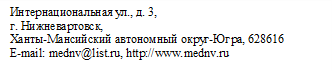 Интернациональная ул., д. 3,
г. Нижневартовск,
Ханты-Мансийский автономный округ-Югра, 628616
E-mail: mednv@list.ru, http://www.mednv.ru